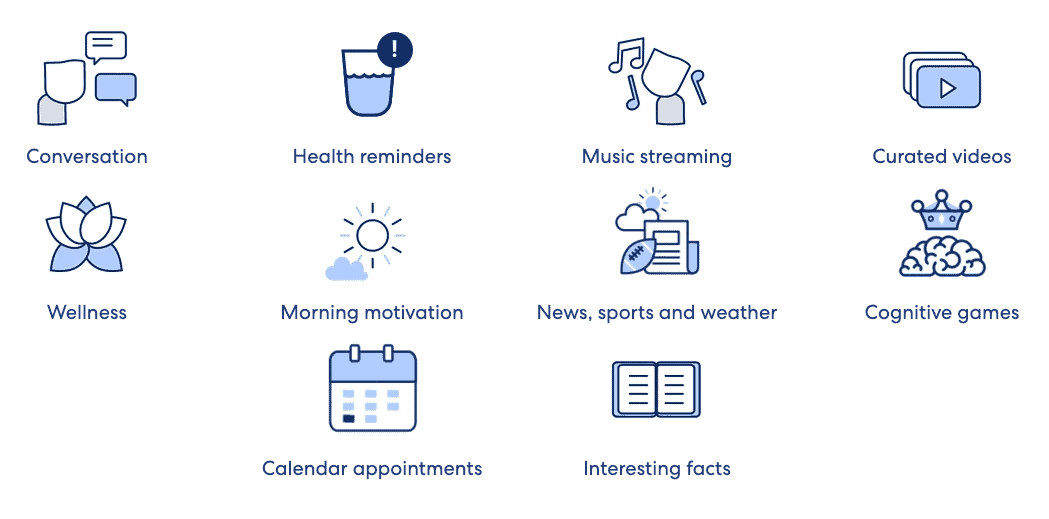 Conversation
Health reminders
Music streaming
Curated videos
Wellness
Morning motivation
News, sports and weather
Cognitive games
Calendar appointments
Interesting facts